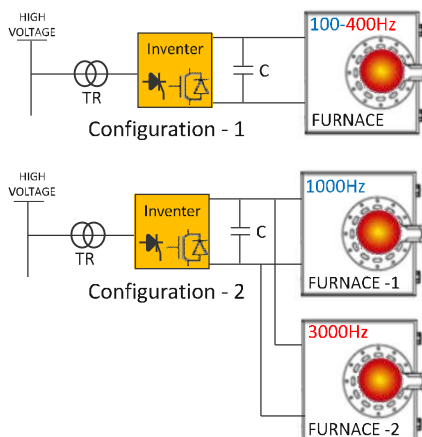 HIGH
VOLTAGE
TR
Inventer
C
100-400Hz
FURNACE
Configuration - 1
HIGH
VOLTAGE
TR
Inventer
C
1000Hz
FURNACE -1
Configuration - 2
3000Hz
FURNACE -2